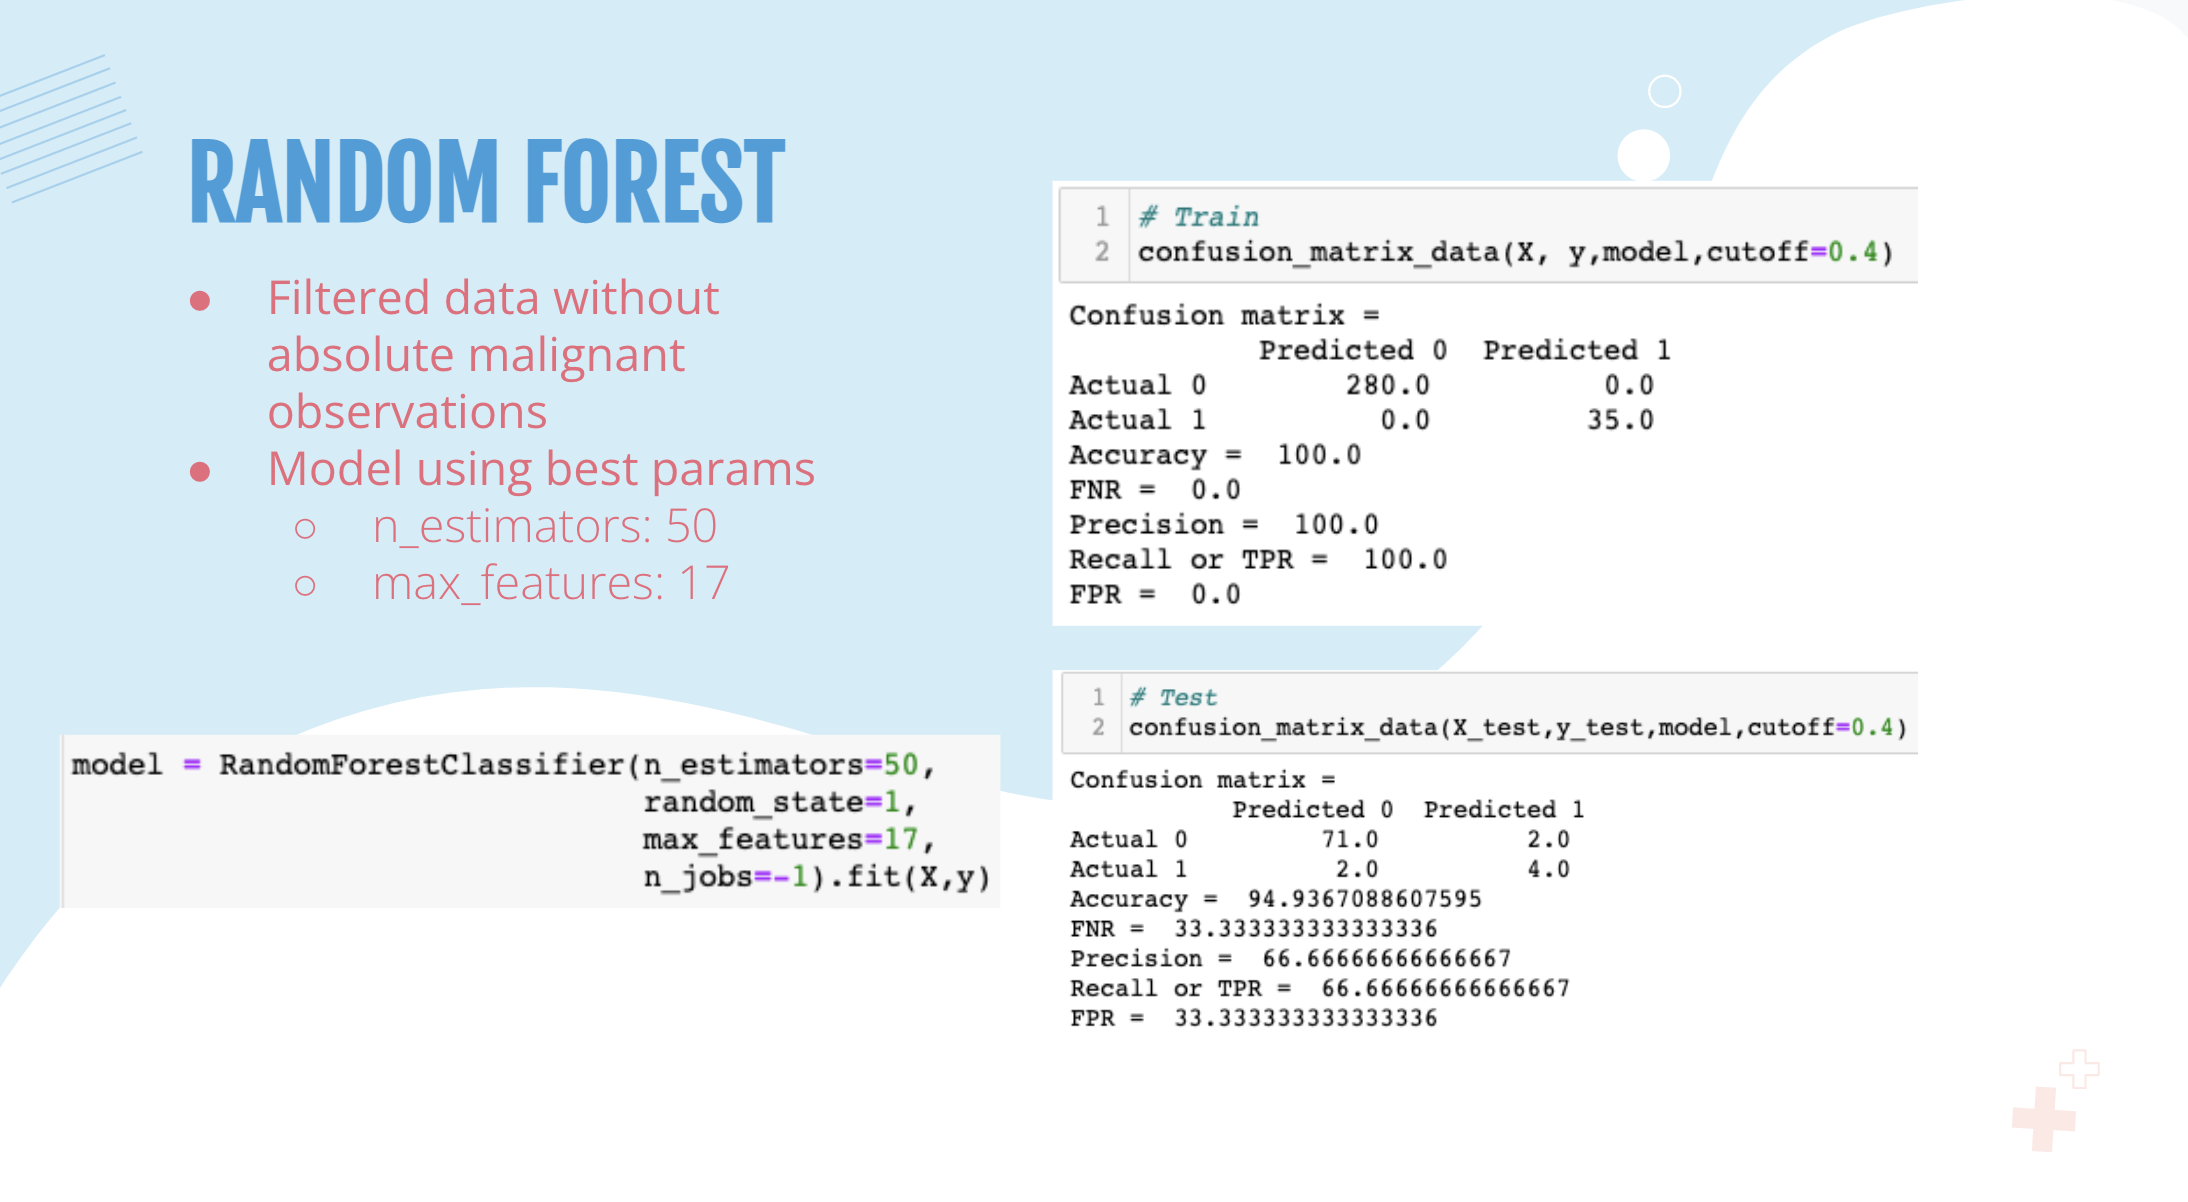 RANDOM FOREST
● Filtered data without
absolute malignant
observations
● Model using best params
○ n_estimators: 50
○ max_features: 17
model = RandomForestClassifier(n_estimators=50,
random_state=1,
max_features=17,
n_jobs=-1).fit(X,y)
1 # Train
2 confusion_matrix_data(X, y,model,cutoff=0.4)
Confusion matrix =
Predicted 0 Predicted 1
Actual 0 280.0 0.0
Actual 1 0.0 35.0
Accuracy = 100.0
FNR = 0.0
Precision = 100.0
Recall or TPR = 100.0
FPR = 0.0
1 # Test
2 confusion_matrix_data(X_test,y_test,model,cutoff=0.4)
Confusion matrix =
Predicted 0 Predicted 1
Actual 0 71.0 2.0
Actual 1 2.0 4.0
Accuracy = 94.9367088607595
FNR = 33.333333333333336
Precision = 66.66666666666667
Recall or TPR = 66.66666666666667
FPR = 33.333333333333336